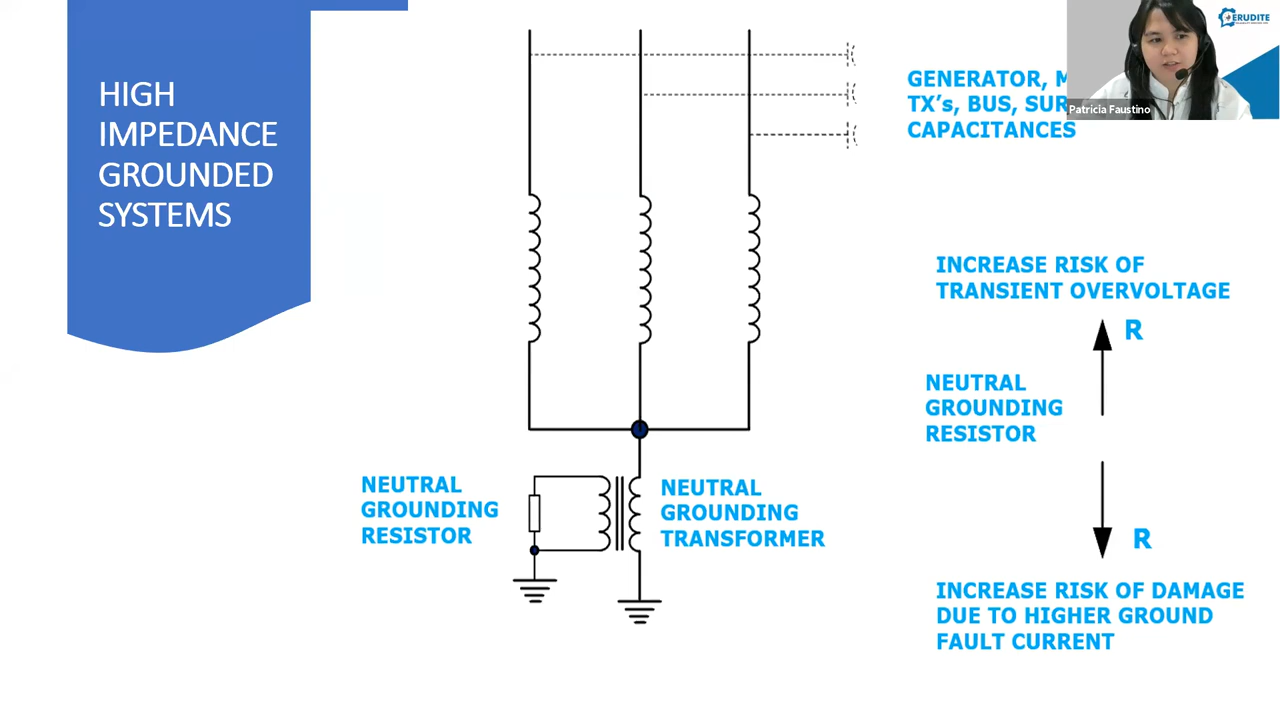 HIGH
IMPEDANCE
GROUNDED
SYSTEMS
ERUDITE
GENERATOR,
TX's, BUS,
CAPACITANCES
Patricia Faustino
INCREASE RISK OF
TRANSIENT OVERVOLTAGE
R
NEUTRAL
GROUNDING
RESISTOR
R
INCREASE RISK OF DAMAGE
DUE TO HIGHER GROUND
FAULT CURRENT
NEUTRAL
GROUNDING
RESISTOR
NEUTRAL
GROUNDING
TRANSFORMER